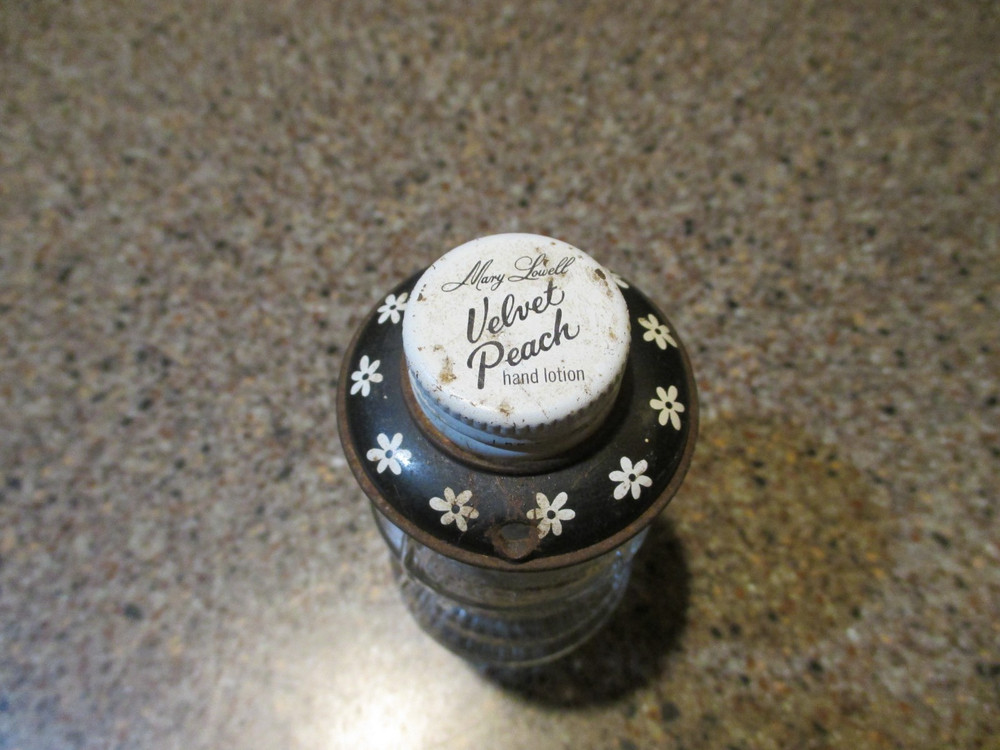 Mary Lowell
Velvet
Peach
hand lotion